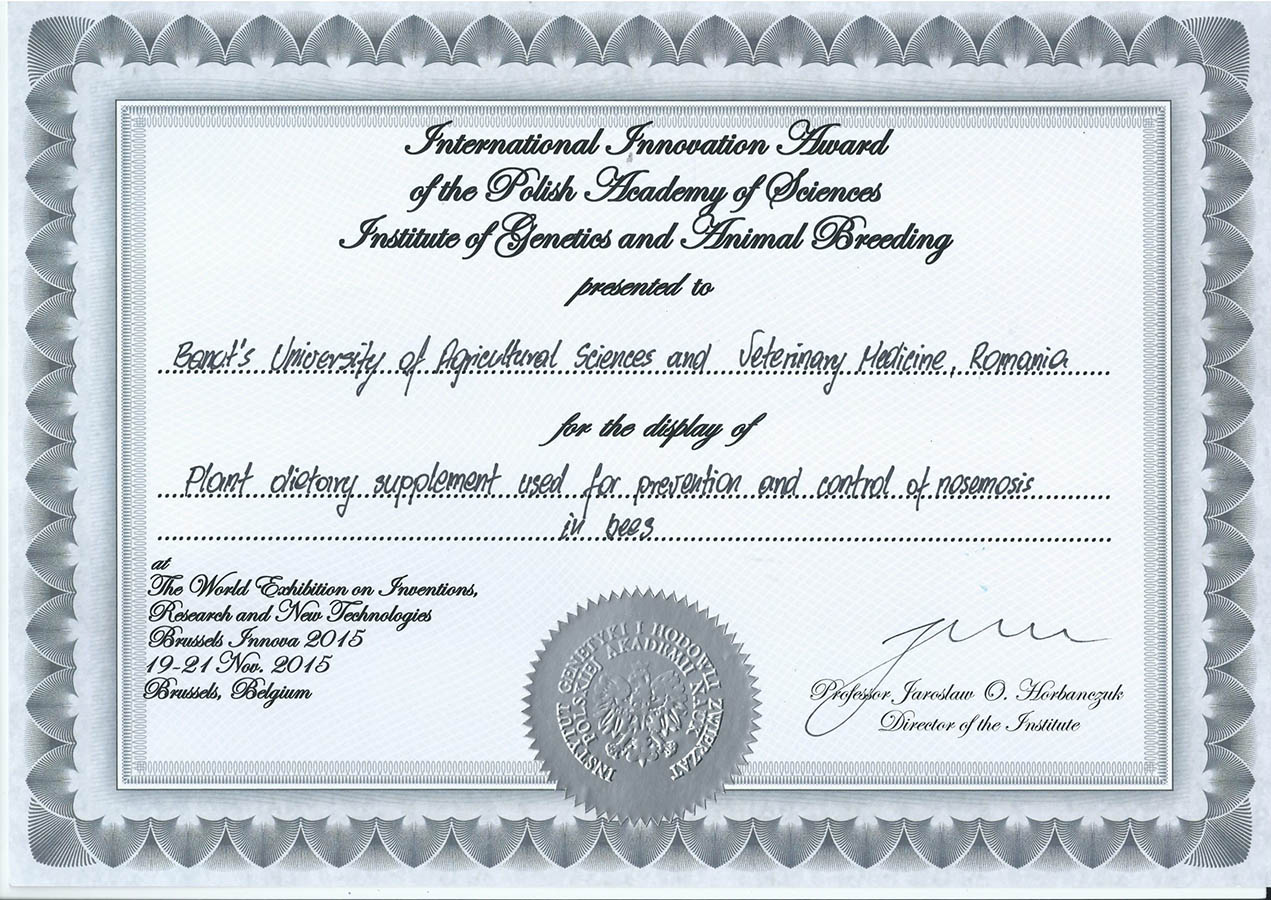 International Innovation Award
of the Polish Academy of Sciences
Institute of Genetics and Animal Breeding
presented to
Banat's University of Agricultural Sciences and Veterinary Medicine, Romania
for the display of
Plant dietary supplement used for prevention and control of nosemosis
in bees
at
The World Exhibition on Inventions,
Research and New Technologies
Brussels Innova 2015
19-21 Nov. 2015
Brussels, Belgium
INSTYTUT GENETYKI I HODOWLI ZWIERZĄT
POLSKIEJ AKADEMII NAUK
Professor Jarosław O. Horbańczuk
Director of the Institute